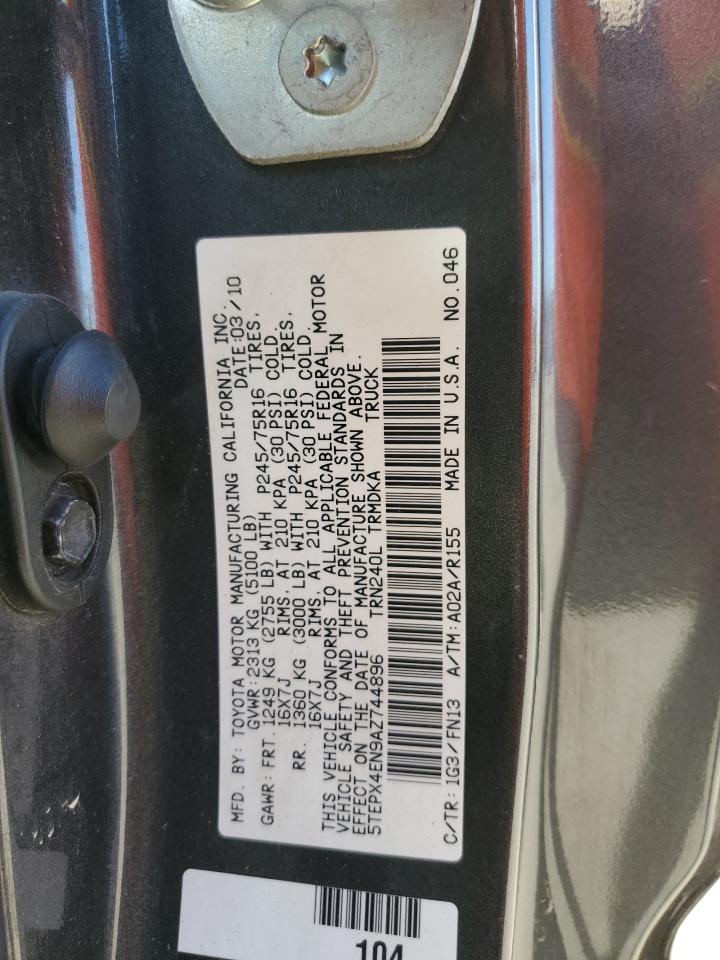 MFD. BY: TOYOTA MOTOR MANUFACTURING CALIFORNIA INC.
GVWR: 2313 KG (5100 LB) DATE: 03/10
GAWR: FRT. 1249 KG (2755 LB) WITH P245/75R16 TIRES,
16X7J RIMS, AT 210 KPA (30 PSI) COLD.
RR. 1360 KG (3000 LB) WITH P245/75R16 TIRES,
16X7J RIMS, AT 210 KPA (30 PSI) COLD.
THIS VEHICLE CONFORMS TO ALL APPLICABLE FEDERAL MOTOR
VEHICLE SAFETY AND THEFT PREVENTION STANDARDS IN
EFFECT ON THE DATE OF MANUFACTURE SHOWN ABOVE.
5TEPX4EN9AZ744896 TRN240L TRMDKA TRUCK
C/TR: 1G3/FN13 A/TM: A02A/R155 MADE IN U.S.A. NO. 046
104